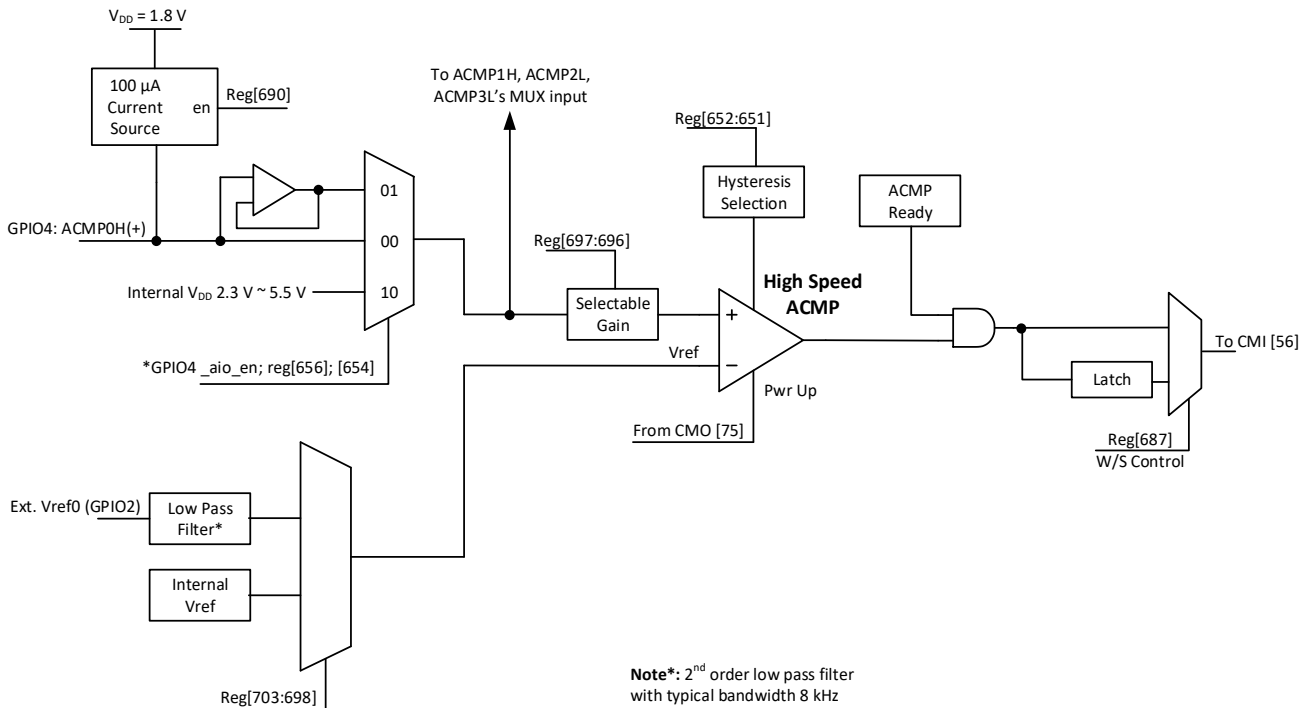 VDD = 1.8 V
100 µA
Current
Source
en
Reg[690]
To ACMP1H, ACMP2L,
ACMP3L's MUX input
Reg[652:651]
Hysteresis
Selection
ACMP
Ready
01
GPIO4: ACMP0H(+)
00
Reg[697:696]
High Speed
ACMP
Internal VDD 2.3 V ~ 5.5 V
10
Selectable
Gain
+
To CMI [56]
*GPIO4 _aio_en; reg[656]; [654]
Vref
−
Latch
Pwr Up
From CMO [75]
Reg[687]
W/S Control
Ext. Vref0 (GPIO2)
Low Pass
Filter*
Internal
Vref
Note*: 2nd order low pass filter
with typical bandwidth 8 kHz
Reg[703:698]